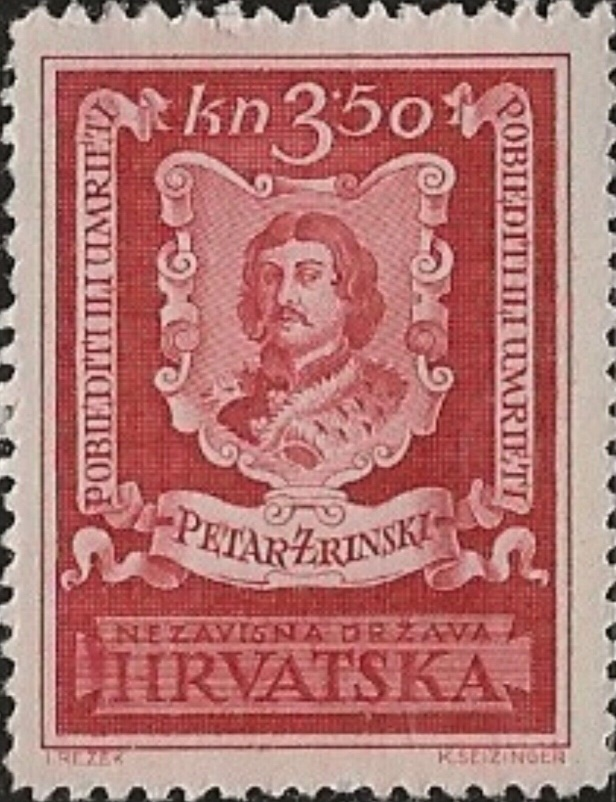 kn 3·50
POBIEDITI ILI UMRIETI
POBIEDITI ILI UMRIETI
PETAR ZRINSKI
NEZAVISNA DRŽAVA
HRVATSKA
I. REZEK
K. SEIZINGER